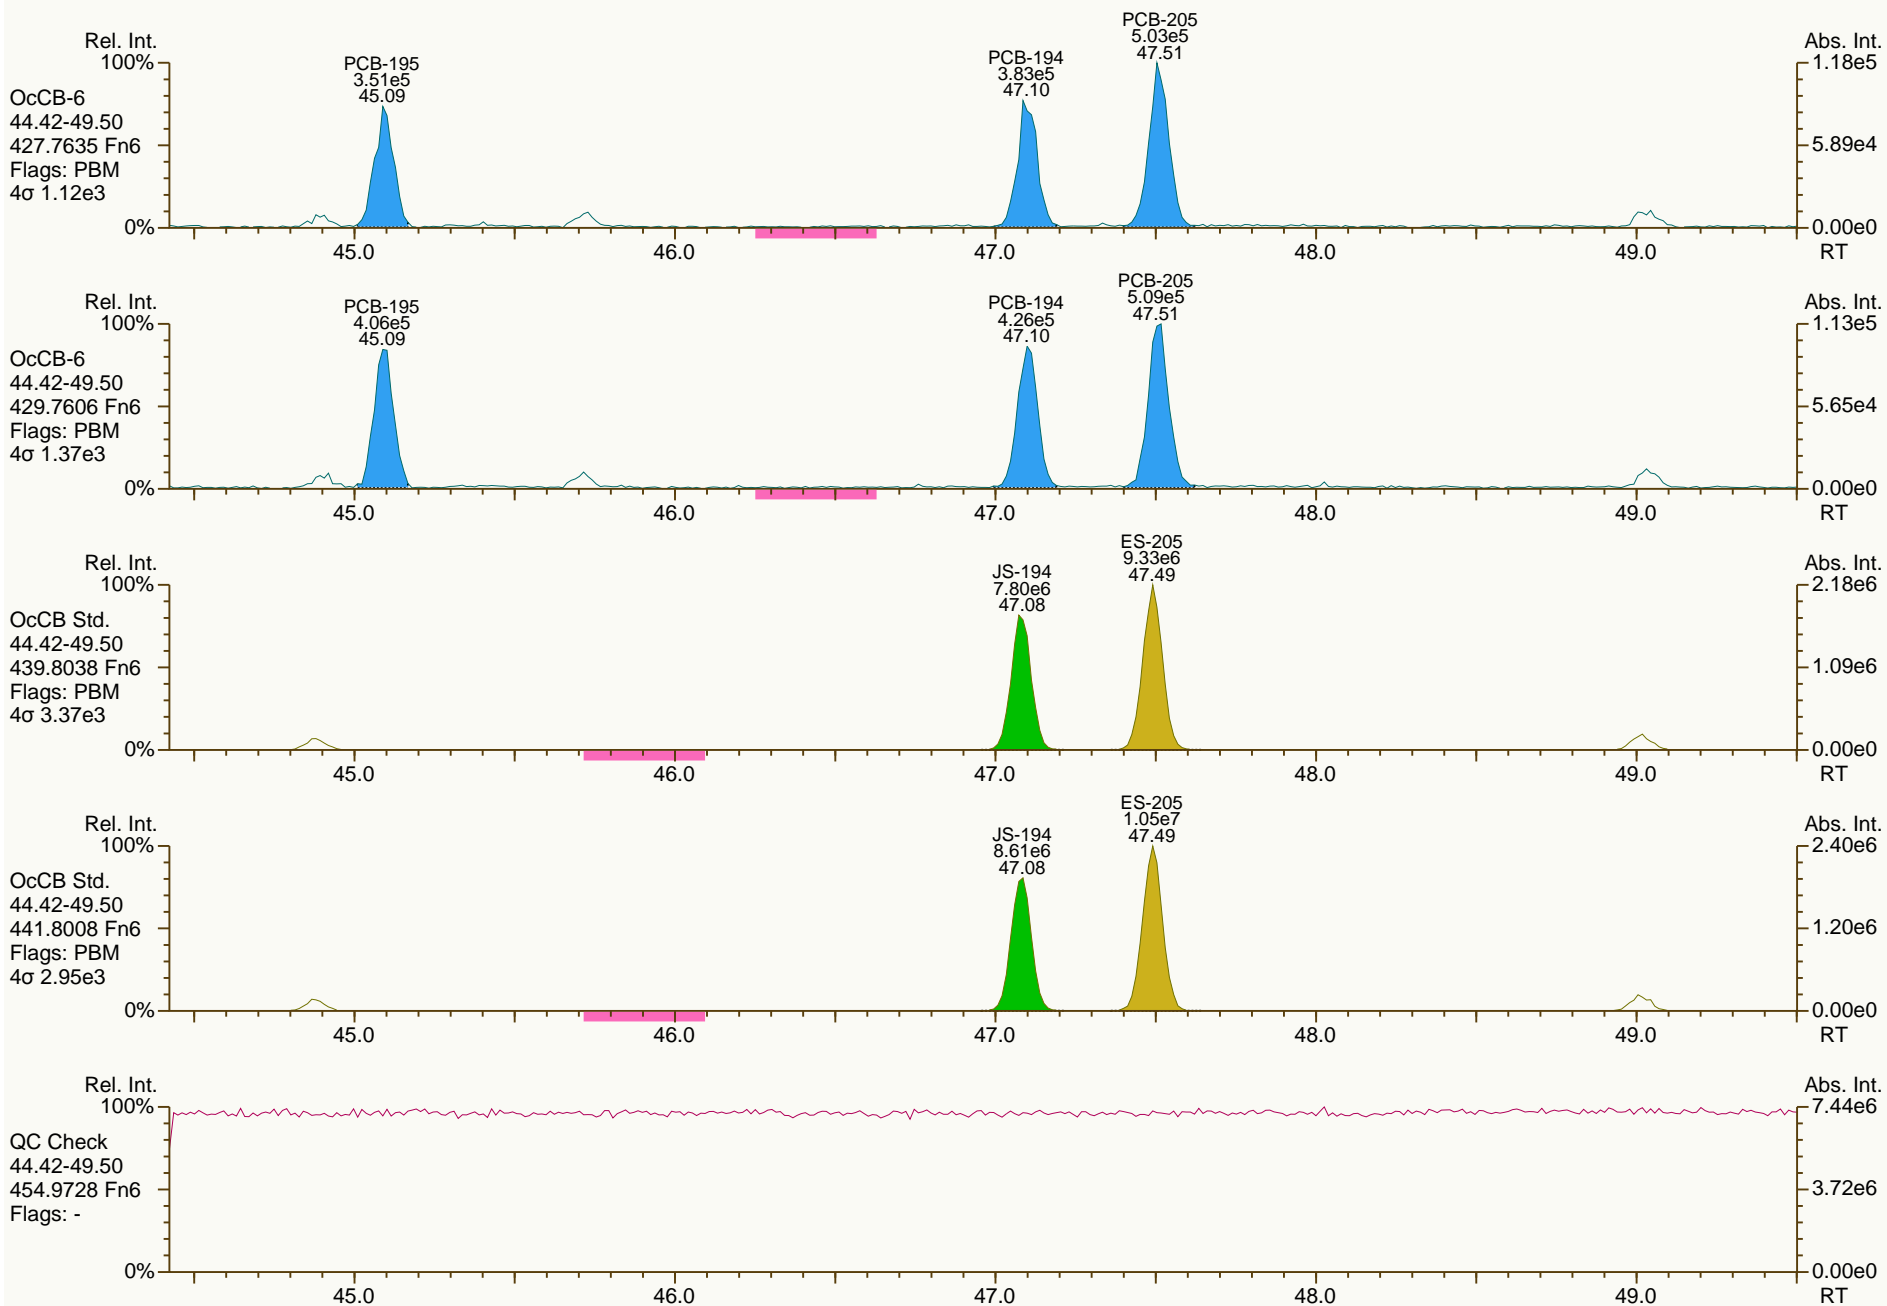 PCB-205
5.03e5
47.51
Rel. Int.
Abs. Int.
PCB-195
3.51e5
45.09
PCB-194
3.83e5
47.10
100%
1.18e5
OcCB-6
44.42-49.50
427.7635 Fn6
Flags: PBM
4σ 1.12e3
5.89e4
0%
0.00e0
45.0 46.0 47.0 48.0 49.0 RT
PCB-205
5.09e5
47.51
Rel. Int.
Abs. Int.
PCB-195
4.06e5
45.09
PCB-194
4.26e5
47.10
100%
1.13e5
OcCB-6
44.42-49.50
429.7606 Fn6
Flags: PBM
4σ 1.37e3
5.65e4
0%
0.00e0
45.0 46.0 47.0 48.0 49.0 RT
ES-205
9.33e6
47.49
Rel. Int.
Abs. Int.
JS-194
7.80e6
47.08
100%
2.18e6
OcCB Std.
44.42-49.50
439.8038 Fn6
Flags: PBM
4σ 3.37e3
1.09e6
0%
0.00e0
45.0 46.0 47.0 48.0 49.0 RT
ES-205
1.05e7
47.49
Rel. Int.
Abs. Int.
JS-194
8.61e6
47.08
100%
2.40e6
OcCB Std.
44.42-49.50
441.8008 Fn6
Flags: PBM
4σ 2.95e3
1.20e6
0%
0.00e0
45.0 46.0 47.0 48.0 49.0 RT
Rel. Int.
Abs. Int.
100%
7.44e6
QC Check
44.42-49.50
454.9728 Fn6
Flags: -
3.72e6
0%
0.00e0
45.0 46.0 47.0 48.0 49.0 RT